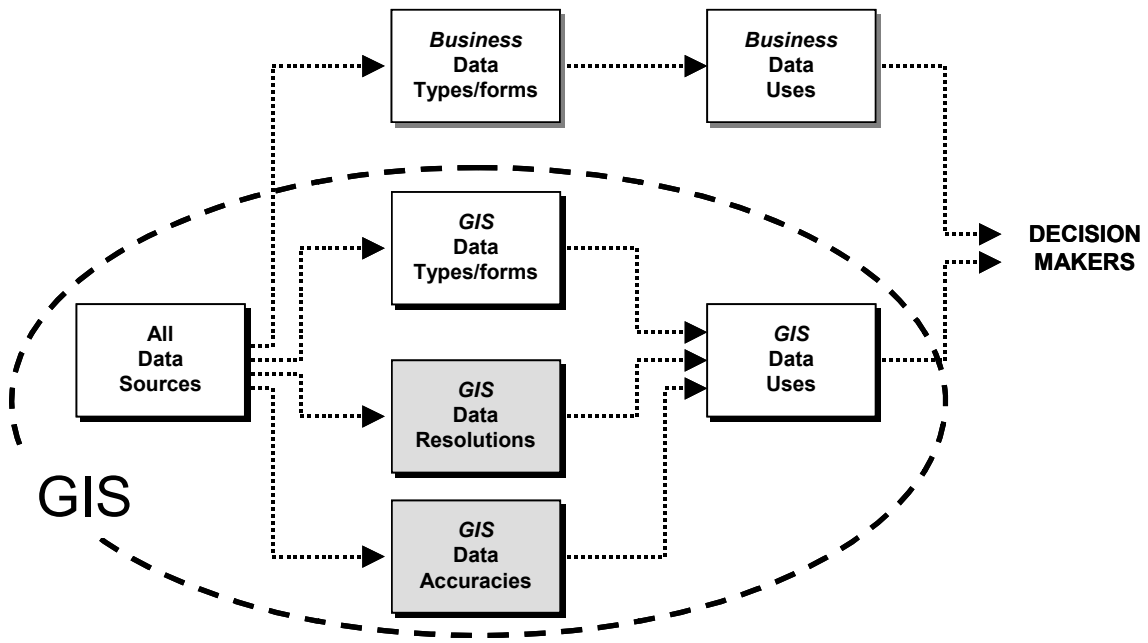 Business
Data
Types/forms
Business
Data
Uses
GIS
Data
Types/forms
DECISION
MAKERS
All
Data
Sources
GIS
Data
Resolutions
GIS
Data
Uses
GIS
GIS
Data
Accuracies